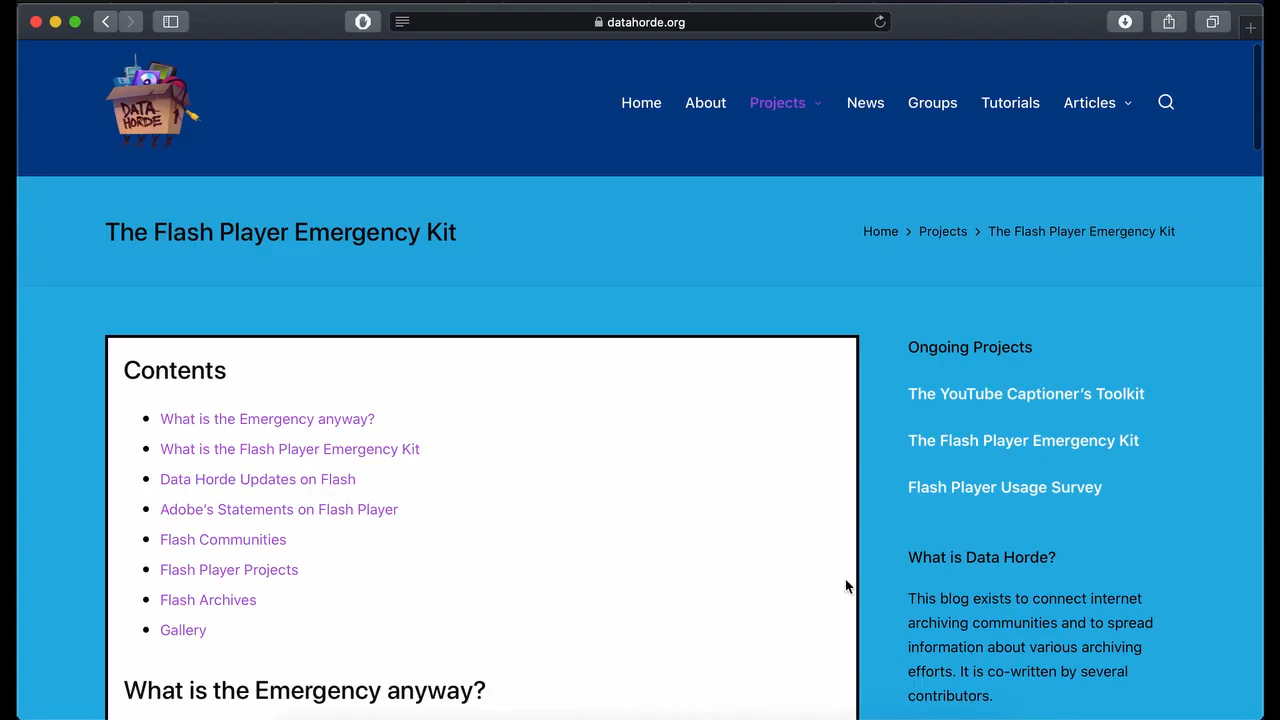 datahorde.org
DATA
HORDE
Home About Projects News Groups Tutorials Articles
The Flash Player Emergency Kit
Home > Projects > The Flash Player Emergency Kit
Contents
• What is the Emergency anyway?
• What is the Flash Player Emergency Kit
• Data Horde Updates on Flash
• Adobe’s Statements on Flash Player
• Flash Communities
• Flash Player Projects
• Flash Archives
• Gallery
What is the Emergency anyway?
Ongoing Projects
The YouTube Captioner’s Toolkit
The Flash Player Emergency Kit
Flash Player Usage Survey
What is Data Horde?
This blog exists to connect internet
archiving communities and to spread
information about various archiving
efforts. It is co-written by several
contributors.